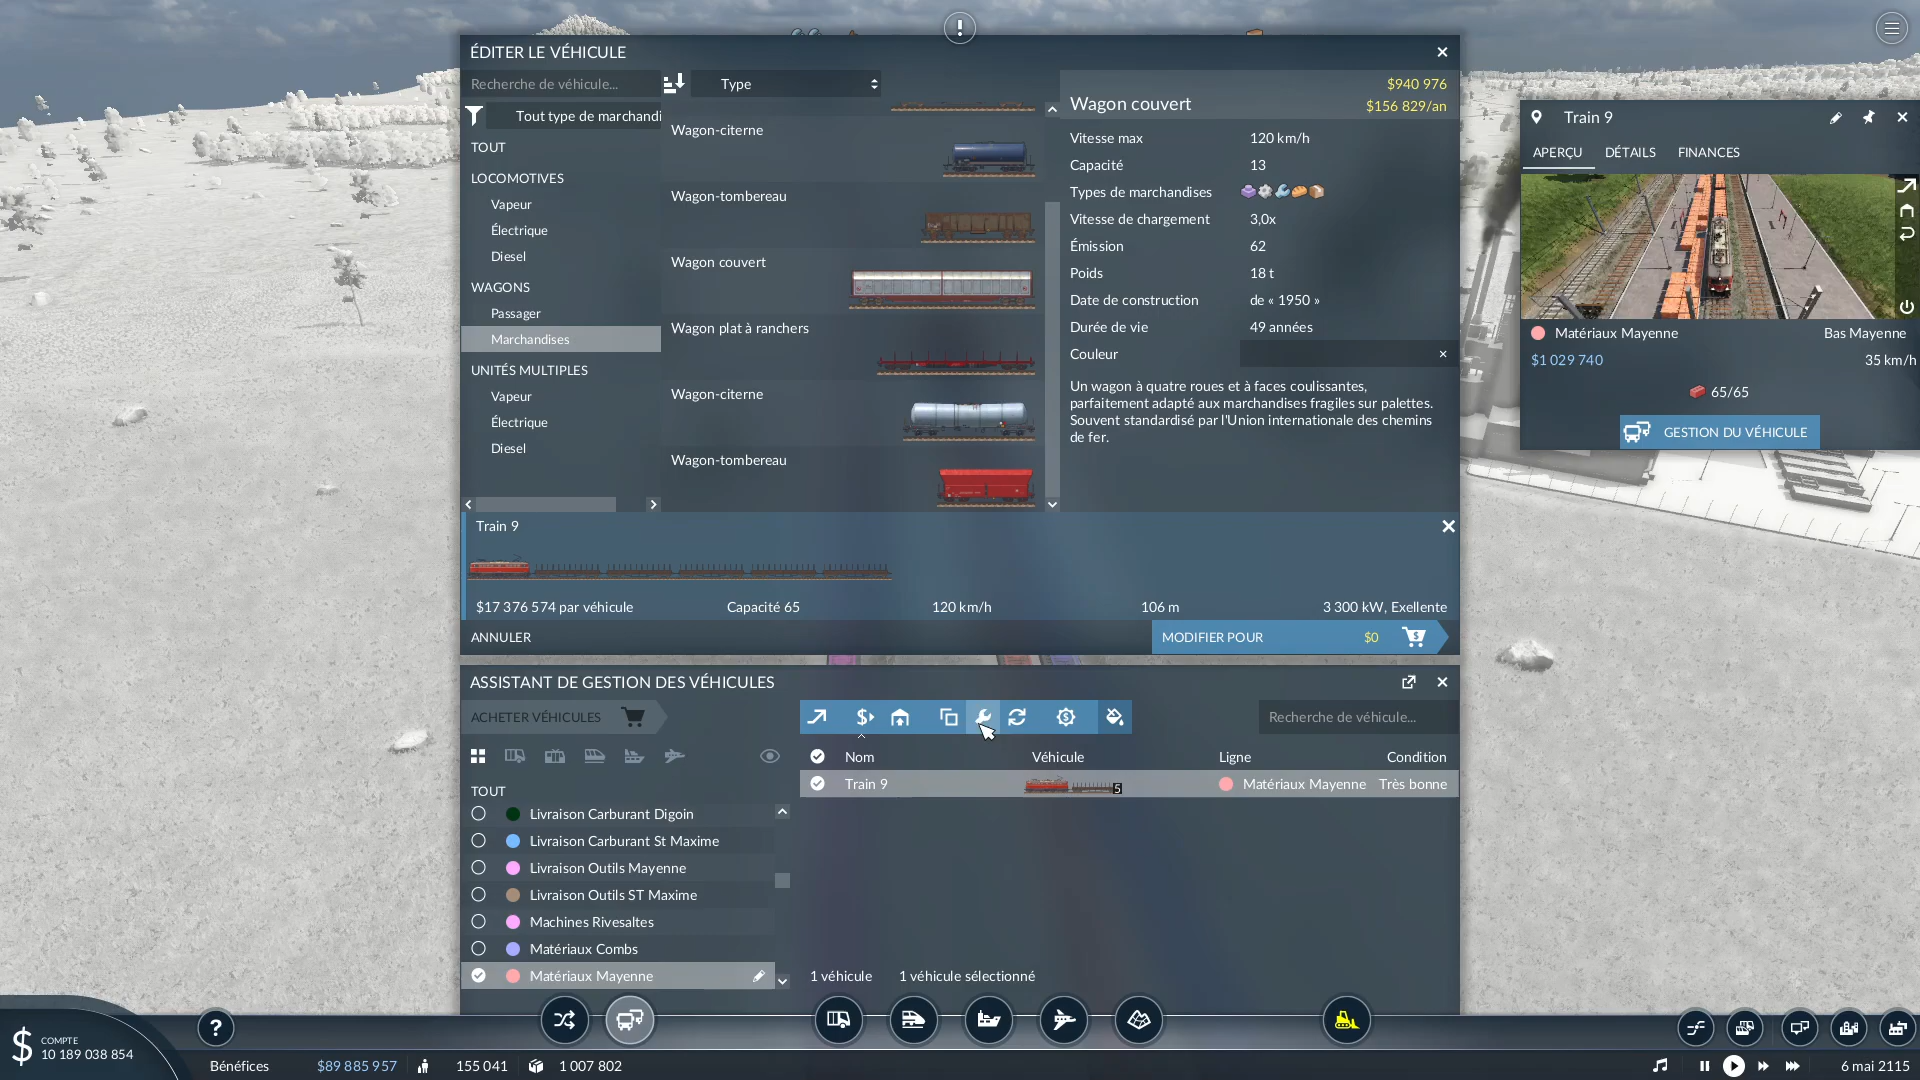 !
ÉDITER LE VÉHICULE
Recherche de véhicule...
Type
Tout type de marchandi
TOUT
LOCOMOTIVES
Vapeur
Électrique
Diesel
WAGONS
Passager
Marchandises
UNITÉS MULTIPLES
Vapeur
Électrique
Diesel
Wagon-citerne
Wagon-tombereau
Wagon couvert
Wagon plat à ranchers
Wagon-citerne
Wagon-tombereau
$940 976
Wagon couvert
$156 829/an
Vitesse max 120 km/h
Capacité 13
Types de marchandises
Vitesse de chargement 3,0x
Émission 62
Poids 18 t
Date de construction de « 1950 »
Durée de vie 49 années
Couleur
Un wagon à quatre roues et à faces coulissantes,
parfaitement adapté aux marchandises fragiles sur palettes.
Souvent standardisé par l'Union internationale des chemins
de fer.
Train 9
$17 376 574 par véhicule Capacité 65 120 km/h 106 m 3 300 kW, Exellente
ANNULER
MODIFIER POUR $0
Train 9
APERÇU DÉTAILS FINANCES
Matériaux Mayenne Bas Mayenne
$1 029 740 35 km/h
65/65
GESTION DU VÉHICULE
ASSISTANT DE GESTION DES VÉHICULES
ACHETER VÉHICULES
Recherche de véhicule...
TOUT
Livraison Carburant Digoin
Livraison Carburant St Maxime
Livraison Outils Mayenne
Livraison Outils ST Maxime
Machines Rivesaltes
Matériaux Combs
Matériaux Mayenne
Nom Véhicule Ligne Condition
Train 9 5 Matériaux Mayenne Très bonne
1 véhicule 1 véhicule sélectionné
?
COMPTE
10 189 038 854
Bénéfices $89 885 957 155 041 1 007 802
6 mai 2115